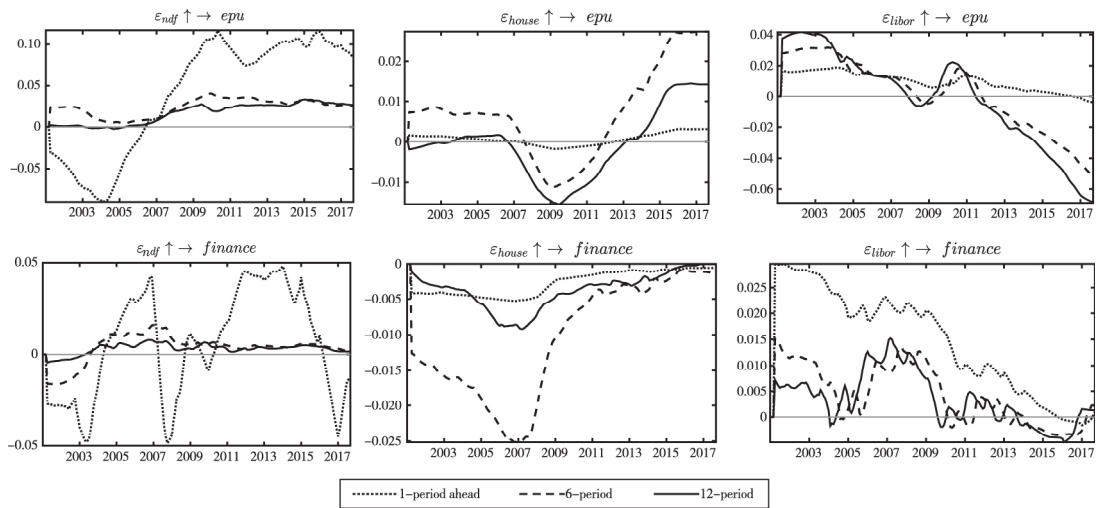 ε_ndf ↑ → epu
0.10
0.05
0
-0.05
2003 2005 2007 2009 2011 2013 2015 2017
ε_house ↑ → epu
0.02
0.01
0
-0.01
2003 2005 2007 2009 2011 2013 2015 2017
ε_libor ↑ → epu
0.04
0.02
0
-0.02
-0.04
-0.06
2003 2005 2007 2009 2011 2013 2015 2017
ε_ndf ↑ → finance
0.05
0
-0.05
2003 2005 2007 2009 2011 2013 2015 2017
ε_house ↑ → finance
0
-0.005
-0.010
-0.015
-0.020
-0.025
2003 2005 2007 2009 2011 2013 2015 2017
ε_libor ↑ → finance
0.025
0.020
0.015
0.010
0.005
0
2003 2005 2007 2009 2011 2013 2015 2017
1-period ahead 6-period 12-period